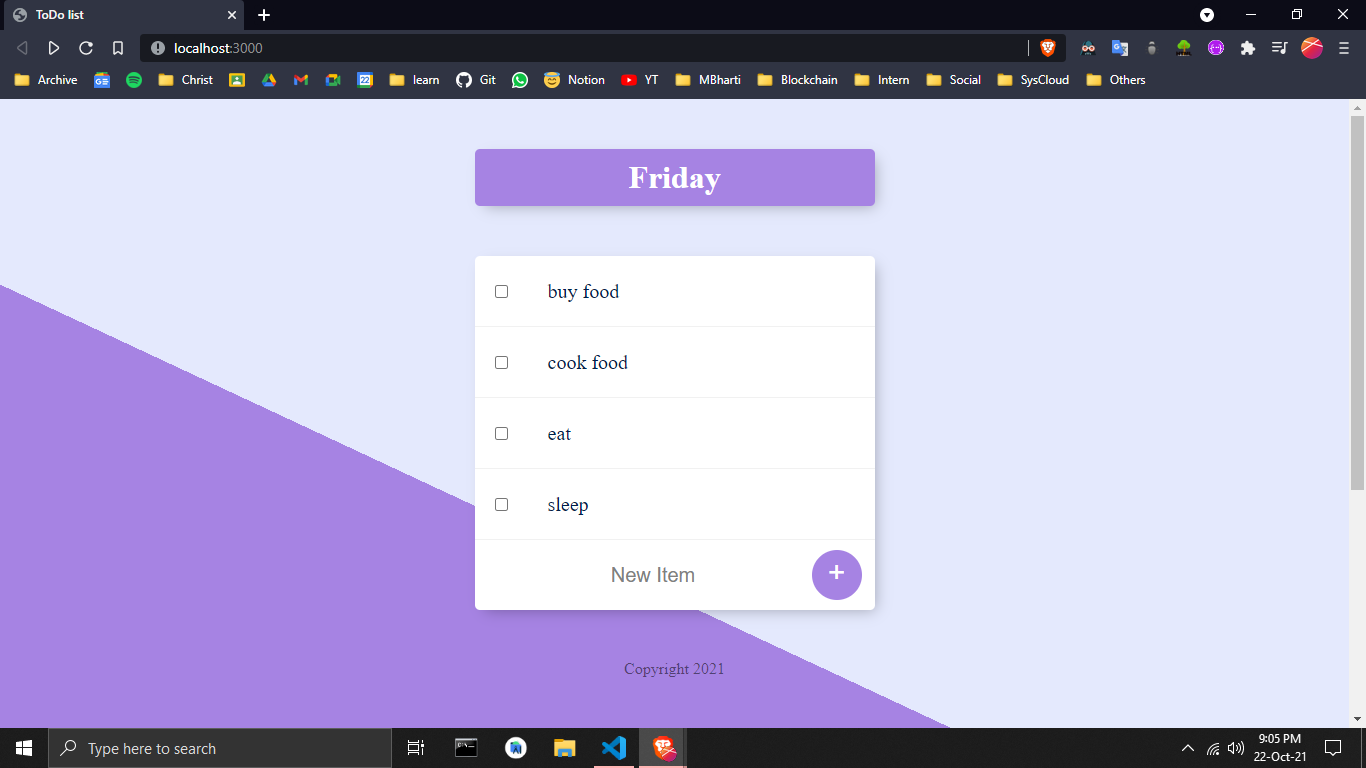 ToDo list
localhost:3000
Archive Christ learn Git Notion YT MBharti Blockchain Intern Social SysCloud Others
Friday
buy food
cook food
eat
sleep
New Item +
Copyright 2021
Type here to search
9:05 PM
22-Oct-21